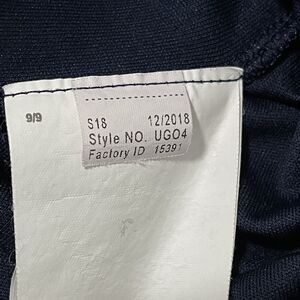 9/9
S18 12/2018
Style NO. UGO4
Factory ID 15391